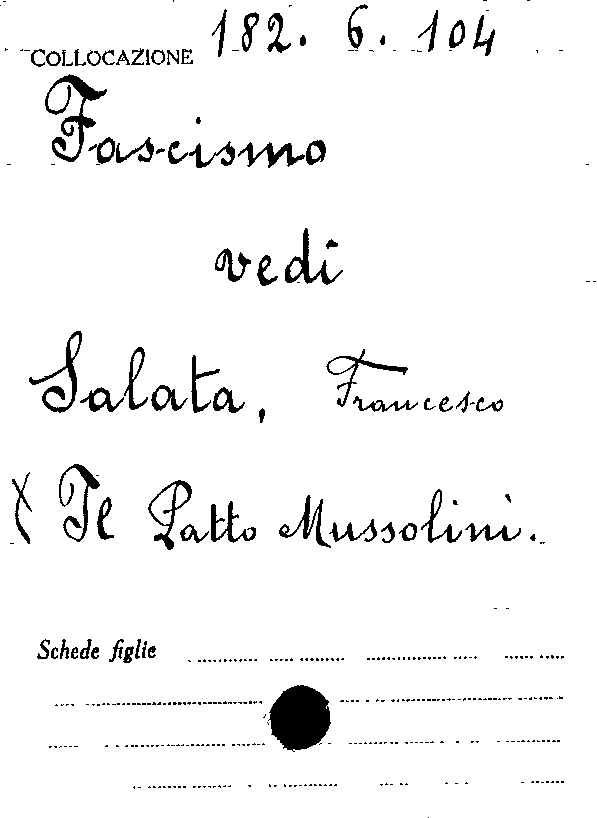 COLLOCAZIONE 182. 6. 104
Fascismo
vedi
Salata, Francesco
Il Patto Mussolini.
Schede figlie